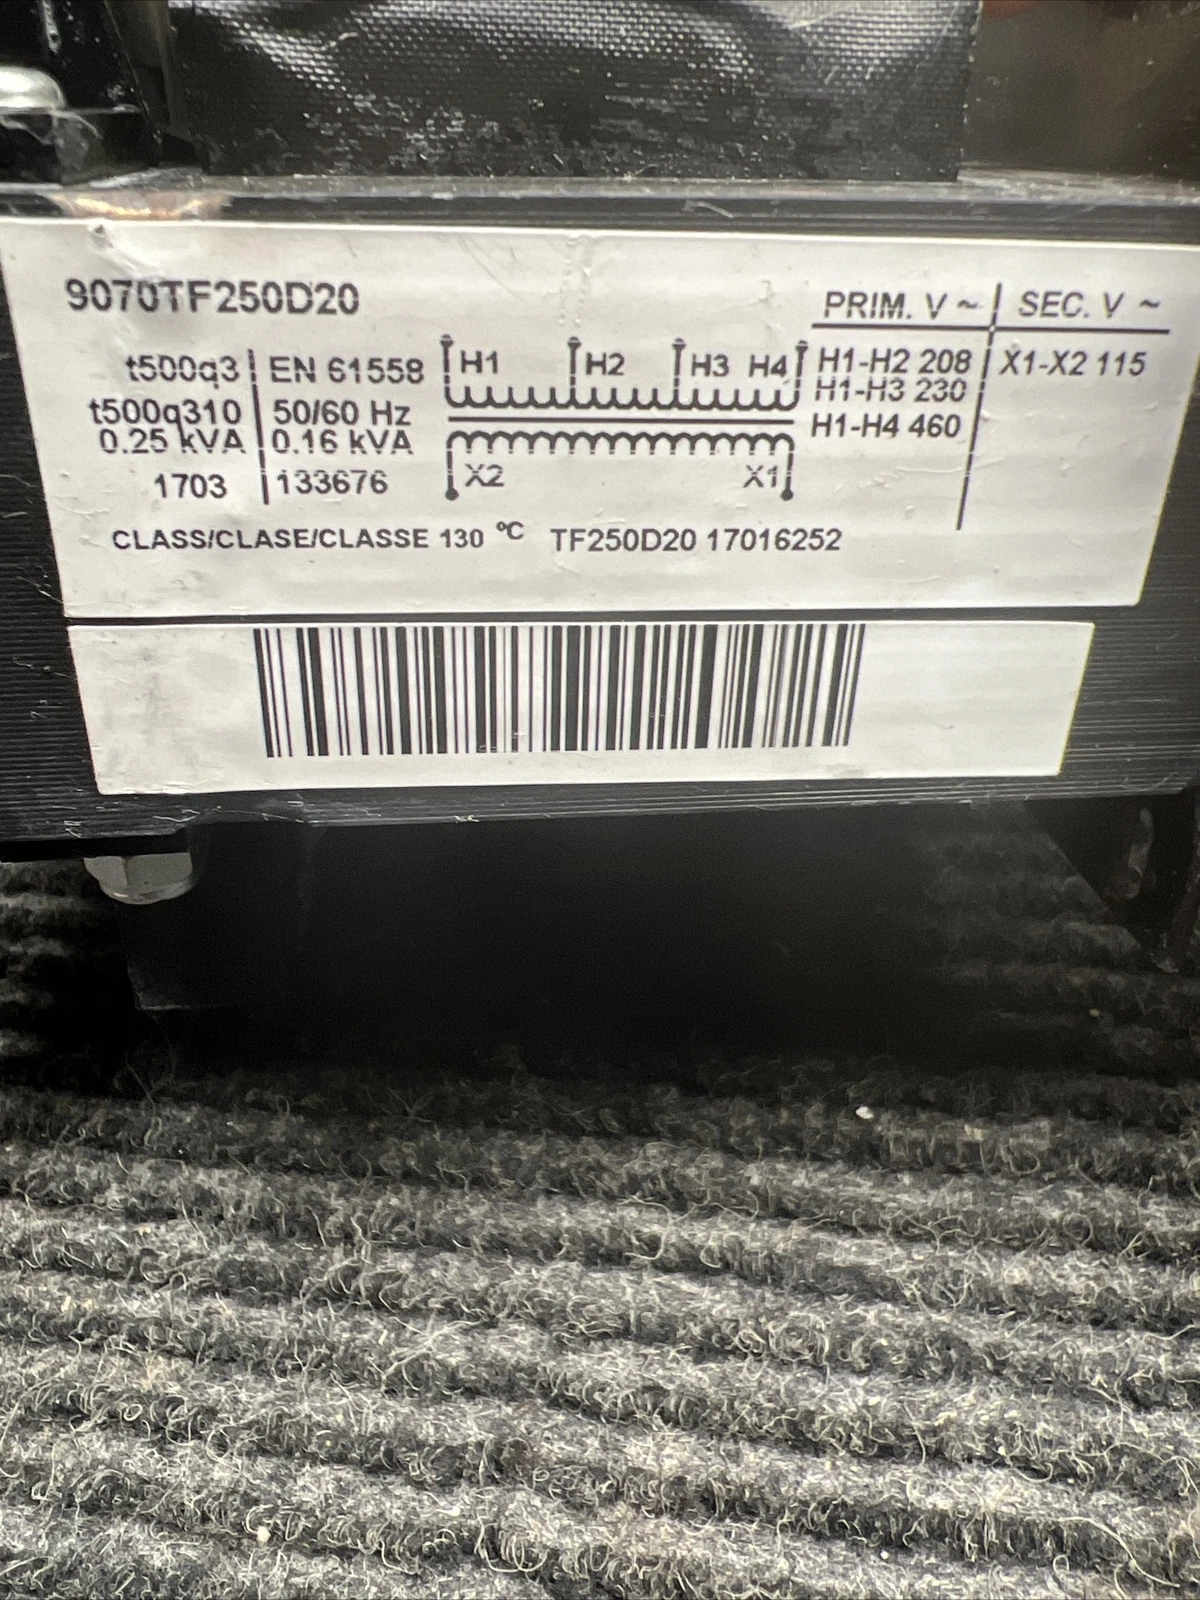 9070TF250D20
PRIM. V ~ | SEC. V ~
t500q3 | EN 61558
H1 H2 H3 H4
H1-H2 208 | X1-X2 115
H1-H3 230
t500q310 | 50/60 Hz
H1-H4 460
0.25 kVA | 0.16 kVA
X2 X1
1703 | 133676
CLASS/CLASE/CLASSE 130 ºC TF250D20 17016252